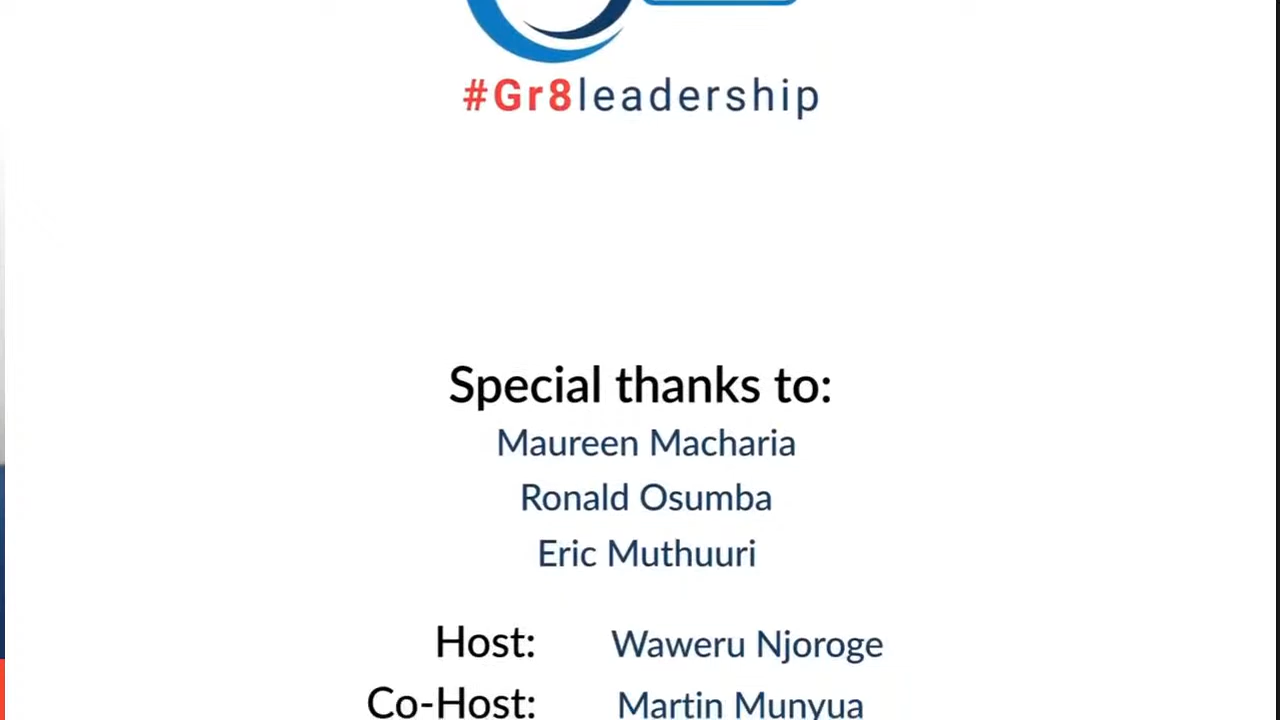 #Gr8leadership
Special thanks to:
Maureen Macharia
Ronald Osumba
Eric Muthuuri
Host: Waweru Njoroge
Co-Host: Martin Munyua